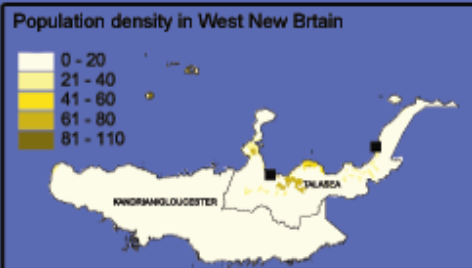 Population density in West New Brtain
0 - 20
21 - 40
41 - 60
61 - 80
81 - 110
TALASEA
KANDRIAN/GLOUCESTER